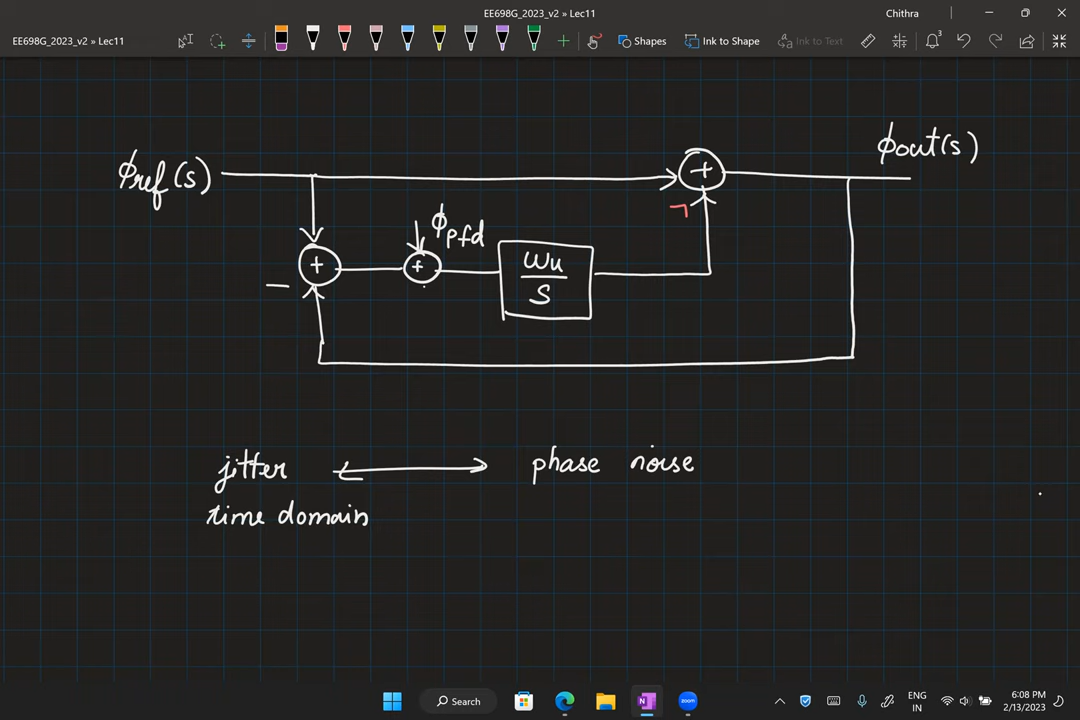 EE698G_2023_v2 » Lec11
Chithra
EE698G_2023_v2 » Lec11
Shapes
Ink to Shape
Ink to Text
3
ϕout(s)
ϕref(s)
+
ϕpfd
+
+
ωu
s
−
jitter ⟷ phase noise
time domain
Search
ENG
IN
6:08 PM
2/13/2023